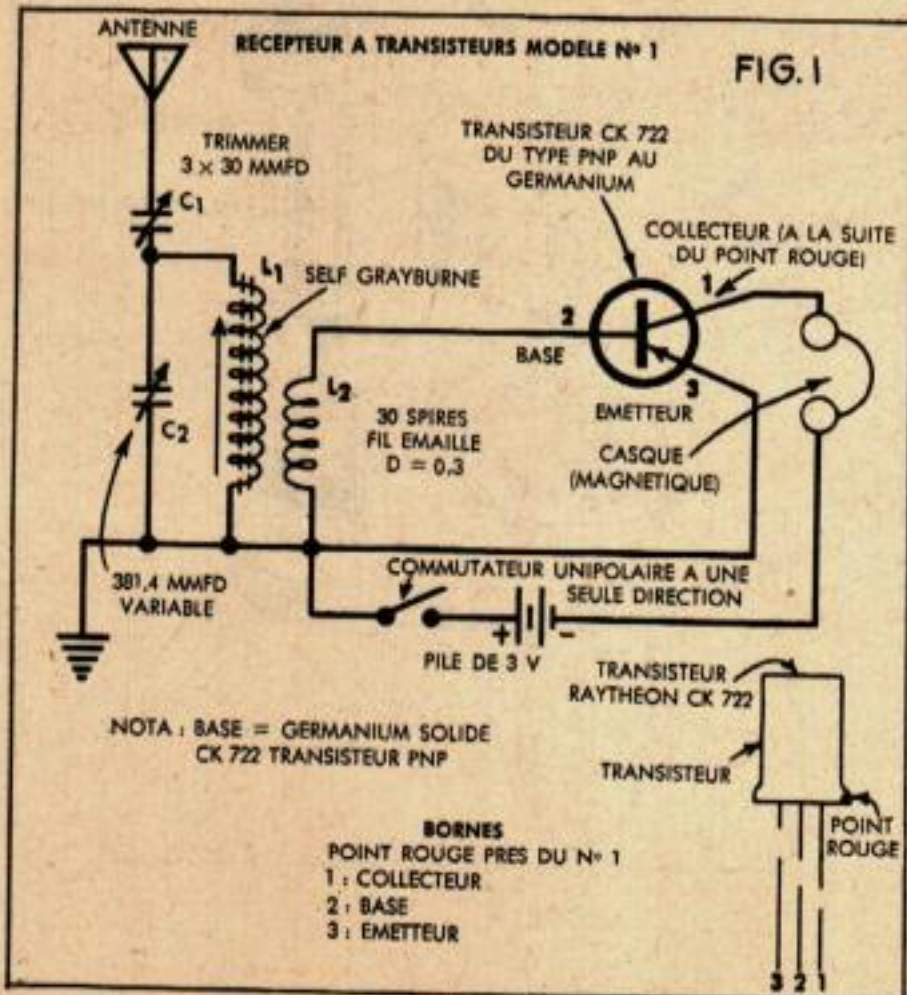 ANTENNE
RECEPTEUR A TRANSISTEURS MODELE No 1
FIG. 1
TRIMMER
3 x 30 MMFD
C1
TRANSISTEUR CK 722
DU TYPE PNP AU
GERMANIUM
COLLECTEUR (A LA SUITE
DU POINT ROUGE)
1
L1
SELF GRAYBURNE
2
BASE
3
EMETTEUR
L2
C2
30 SPIRES
FIL EMAILLE
D = 0,3
CASQUE
(MAGNETIQUE)
381,4 MMFD
VARIABLE
COMMUTATEUR UNIPOLAIRE A UNE
SEULE DIRECTION
+ -
PILE DE 3 V
TRANSISTEUR
RAYTHEON CK 722
NOTA : BASE = GERMANIUM SOLIDE
CK 722 TRANSISTEUR PNP
TRANSISTEUR
POINT
ROUGE
BORNES
POINT ROUGE PRES DU No 1
1 : COLLECTEUR
2 : BASE
3 : EMETTEUR
3 2 1